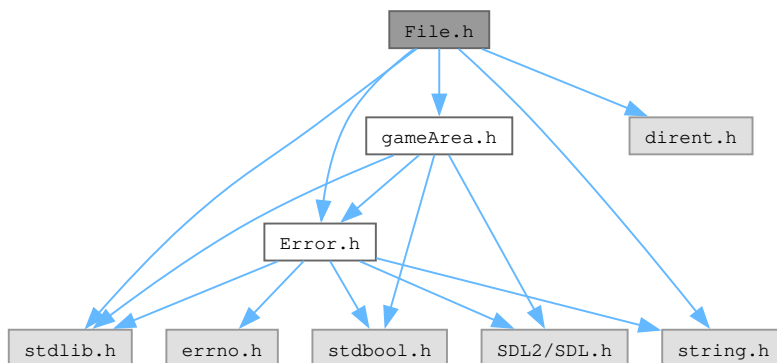 File.h
gameArea.h
dirent.h
Error.h
stdlib.h
errno.h
stdbool.h
SDL2/SDL.h
string.h